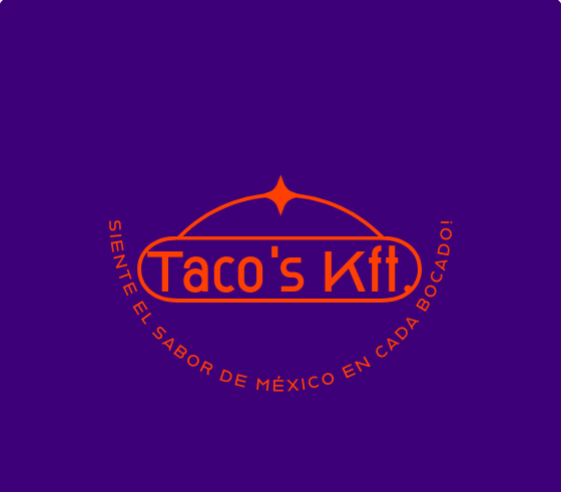 Taco's Kft.
SIENTE EL SABOR DE MÉXICO EN CADA BOCADO!